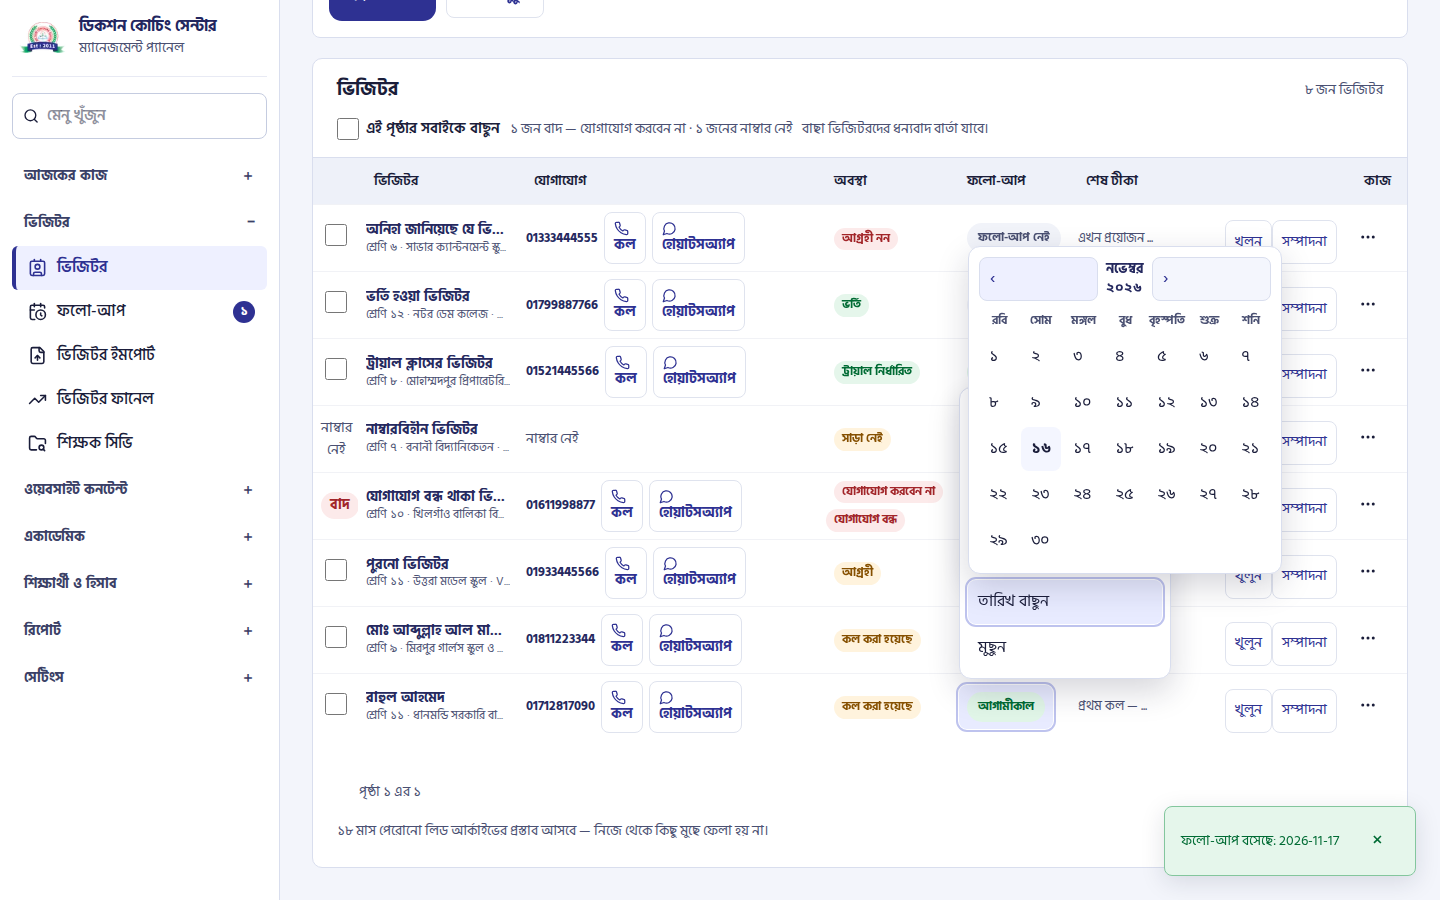 ডিকশন কোচিং সেন্টার
ম্যানেজমেন্ট প্যানেল
Est : 2011
মেনু খুঁজুন
আজকের কাজ +
ভিজিটর −
ভিজিটর
ফলো-আপ ১
ভিজিটর ইমপোর্ট
ভিজিটর ফানেল
শিক্ষক সিভি
ওয়েবসাইট কনটেন্ট +
একাডেমিক +
শিক্ষার্থী ও হিসাব +
রিপোর্ট +
সেটিংস +
ভিজিটর ৮ জন ভিজিটর
এই পৃষ্ঠার সবাইকে বাছুন ১ জন বাদ — যোগাযোগ করবেন না · ১ জনের নাম্বার নেই বাছা ভিজিটরদের ধন্যবাদ বার্তা যাবে।
ভিজিটর যোগাযোগ অবস্থা ফলো-আপ শেষ টীকা কাজ
অনিহা জানিয়েছে যে ভি...
শ্রেণি ৬ · সাভার ক্যান্টনমেন্ট স্কু...
01333444555 কল হোয়াটসঅ্যাপ আগ্রহী নন ফলো-আপ নেই এখন প্রয়োজন ... খুলুন সম্পাদনা ...
ভর্তি হওয়া ভিজিটর
শ্রেণি ১২ · নটর ডেম কলেজ · ...
01799887766 কল হোয়াটসঅ্যাপ ভর্তি সম্পাদনা ...
ট্রায়াল ক্লাসের ভিজিটর
শ্রেণি ৮ · মোহাম্মদপুর প্রিপারেটরি...
01521445566 কল হোয়াটসঅ্যাপ ট্রায়াল নির্ধারিত সম্পাদনা ...
নাম্বার নেই
নাম্বারবিহীন ভিজিটর
শ্রেণি ৭ · বনানী বিদ্যানিকেতন · ...
নাম্বার নেই সাড়া নেই সম্পাদনা ...
বাদ
যোগাযোগ বন্ধ থাকা ভি...
শ্রেণি ১০ · খিলগাঁও বালিকা বি...
01611998877 কল হোয়াটসঅ্যাপ যোগাযোগ করবেন না
যোগাযোগ বন্ধ সম্পাদনা ...
পুরনো ভিজিটর
শ্রেণি ১১ · উত্তরা মডেল স্কুল · V...
01933445566 কল হোয়াটসঅ্যাপ আগ্রহী খুলুন সম্পাদনা ...
মোঃ আব্দুল্লাহ আল মা...
শ্রেণি ৯ · মিরপুর গার্লস স্কুল ও ...
01811223344 কল হোয়াটসঅ্যাপ কল করা হয়েছে খুলুন সম্পাদনা ...
রাহুল আহমেদ
শ্রেণি ১১ · ধানমন্ডি সরকারি বা...
01712817090 কল হোয়াটসঅ্যাপ কল করা হয়েছে আগামীকাল প্রথম কল — ... খুলুন সম্পাদনা ...
‹ নভেম্বর ২০২৬ ›
রবি সোম মঙ্গল বুধ বৃহস্পতি শুক্র শনি
১ ২ ৩ ৪ ৫ ৬ ৭
৮ ৯ ১০ ১১ ১২ ১৩ ১৪
১৫ ১৬ ১৭ ১৮ ১৯ ২০ ২১
২২ ২৩ ২৪ ২৫ ২৬ ২৭ ২৮
২৯ ৩০
তারিখ বাছুন
মুছুন
পৃষ্ঠা ১ এর ১
১৮ মাস পেরোনো লিড আর্কাইভের প্রস্তাব আসবে — নিজে থেকে কিছু মুছে ফেলা হয় না।
ফলো-আপ বসেছে: 2026-11-17 ×